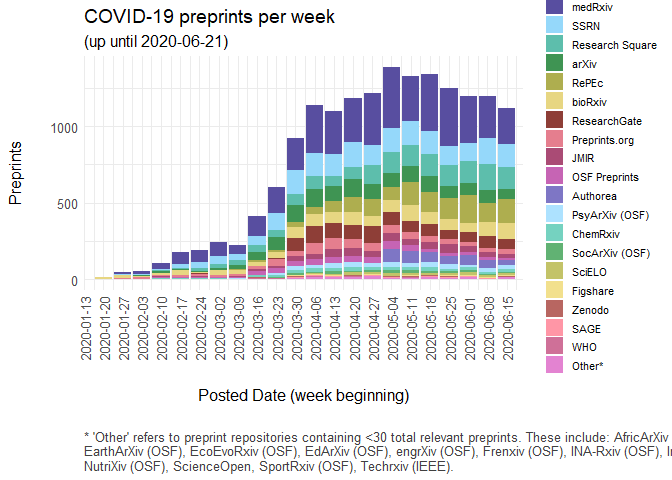 COVID-19 preprints per week
(up until 2020-06-21)
Preprints
1000
500
0
2020-01-13
2020-01-20
2020-01-27
2020-02-03
2020-02-10
2020-02-17
2020-02-24
2020-03-02
2020-03-09
2020-03-16
2020-03-23
2020-03-30
2020-04-06
2020-04-13
2020-04-20
2020-04-27
2020-05-04
2020-05-11
2020-05-18
2020-05-25
2020-06-01
2020-06-08
2020-06-15
Posted Date (week beginning)
medRxiv
SSRN
Research Square
arXiv
RePEc
bioRxiv
ResearchGate
Preprints.org
JMIR
OSF Preprints
Authorea
PsyArXiv (OSF)
ChemRxiv
SocArXiv (OSF)
SciELO
Figshare
Zenodo
SAGE
WHO
Other*
* 'Other' refers to preprint repositories containing <30 total relevant preprints. These include: AfricArXiv
EarthArXiv (OSF), EcoEvoRxiv (OSF), EdArXiv (OSF), engrXiv (OSF), Frenxiv (OSF), INA-Rxiv (OSF),
NutriXiv (OSF), ScienceOpen, SportRxiv (OSF), Techrxiv (IEEE).